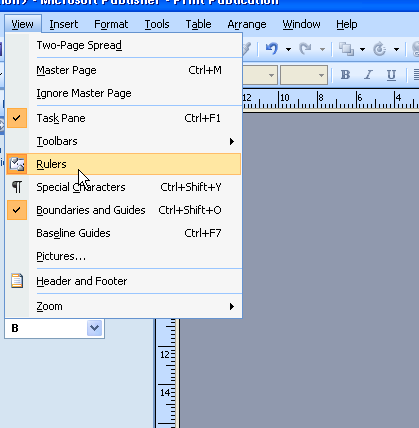 Microsoft Publisher - Print Publication
View Insert Format Tools Table Arrange Window Help
Two-Page Spread
Master Page Ctrl+M
Ignore Master Page
Task Pane Ctrl+F1
Toolbars
Rulers
Special Characters Ctrl+Shift+Y
Boundaries and Guides Ctrl+Shift+O
Baseline Guides Ctrl+F7
Pictures...
Header and Footer
Zoom
B I U
12 10 8 6 4
B
12
14